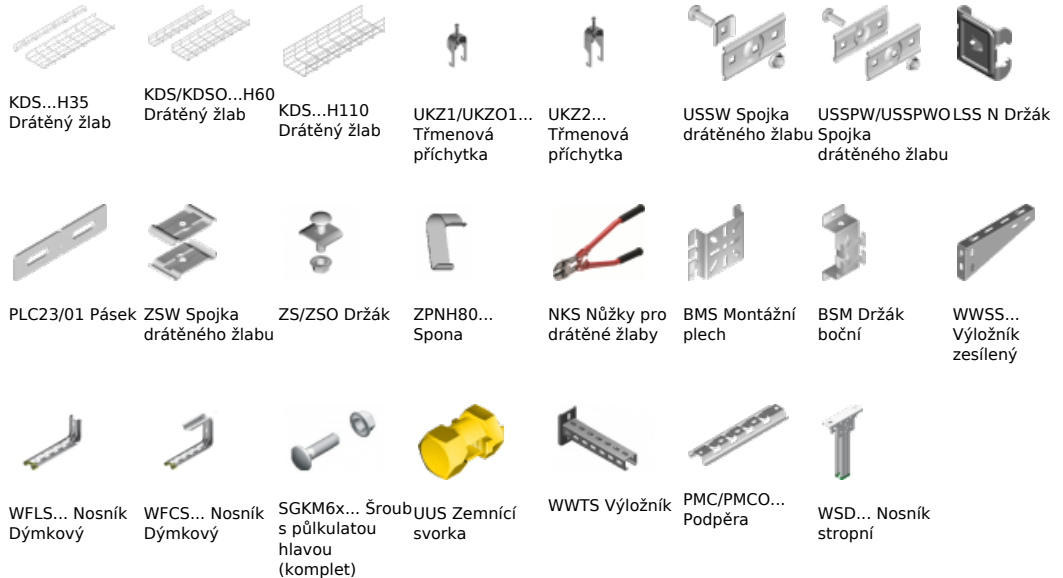 KDS...H35
Drátěný žlab
KDS/KDSO...H60
Drátěný žlab
KDS...H110
Drátěný žlab
UKZ1/UKZO1...
Třmenová
příchytka
UKZ2...
Třmenová
příchytka
USSW Spojka
drátěného žlabu
USSPW/USSPWO
Spojka
drátěného žlabu
LSS N Držák
PLC23/01 Pásek
ZSW Spojka
drátěného žlabu
ZS/ZSO Držák
ZPNH80...
Spona
NKS Nůžky pro
drátěné žlaby
BMS Montážní
plech
BSM Držák
boční
WWSS...
Výložník
zesílený
WFLS... Nosník
Dýmkový
WFCS... Nosník
Dýmkový
SGKM6x... Šroub
s půlkulatou
hlavou
(komplet)
UUS Zemnící
svorka
WWTS Výložník
PMC/PMCO...
Podpěra
WSD... Nosník
stropní